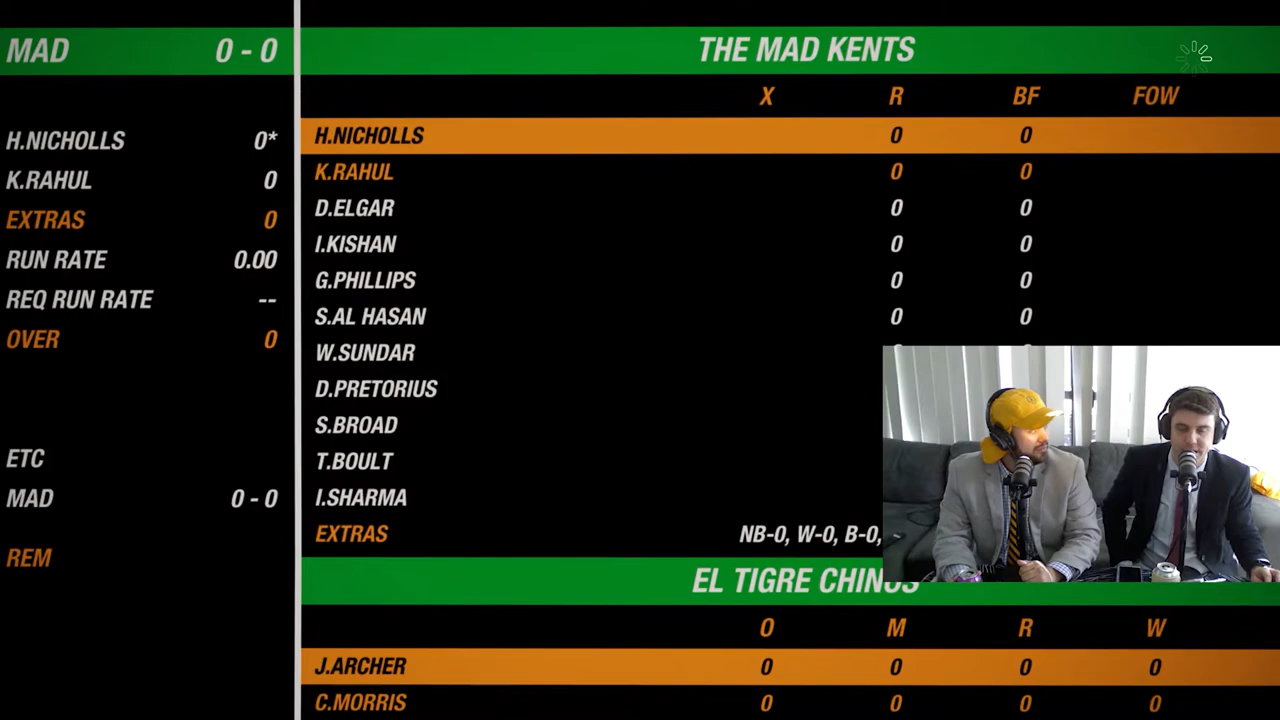 MAD 0 - 0
H.NICHOLLS 0*
K.RAHUL 0
EXTRAS 0
RUN RATE 0.00
REQ RUN RATE --
OVER 0
ETC
MAD 0 - 0
REM
THE MAD KENTS
X R BF FOW
H.NICHOLLS 0 0
K.RAHUL 0 0
D.ELGAR 0 0
I.KISHAN 0 0
G.PHILLIPS 0 0
S.AL HASAN 0 0
W.SUNDAR
D.PRETORIUS
S.BROAD
T.BOULT
I.SHARMA
EXTRAS NB-0, W-0, B-0,
EL TIGRE CHINOS
O M R W
J.ARCHER 0 0 0 0
C.MORRIS 0 0 0 0